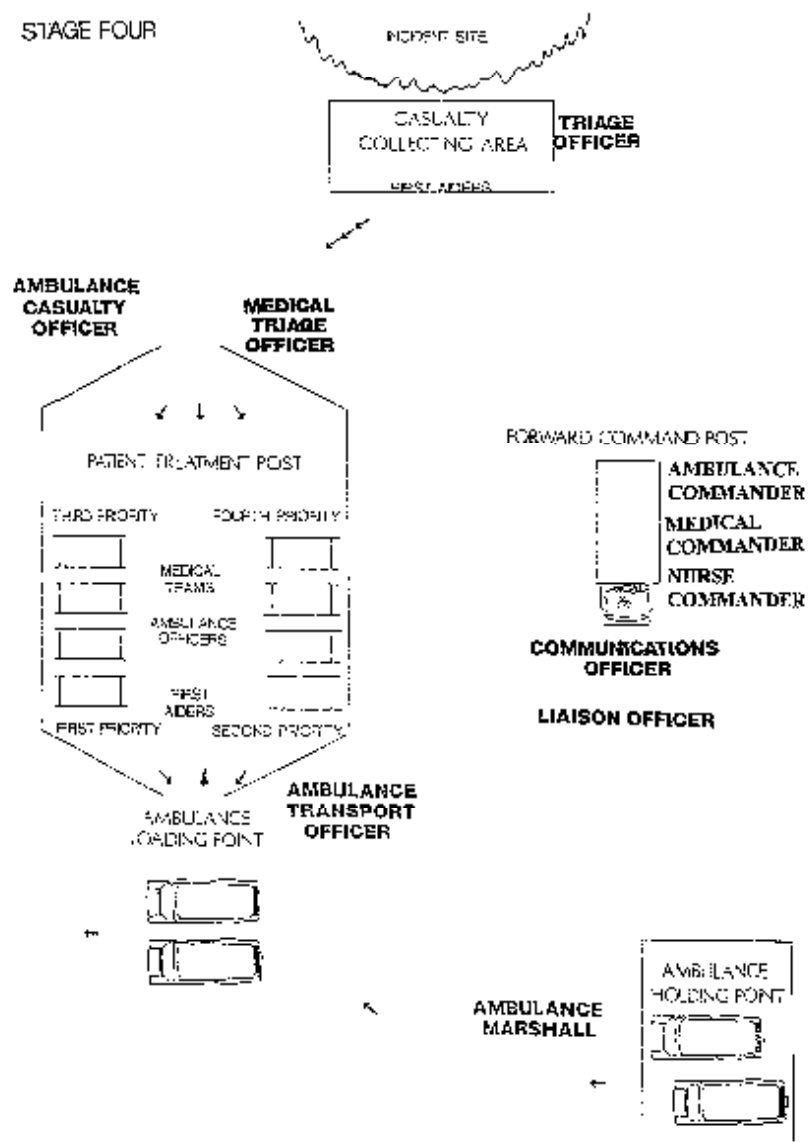 STAGE FOUR
INCIDENT SITE
CASUALTY
COLLECTING AREA
FIRST AIDERS
TRIAGE
OFFICER
AMBULANCE
CASUALTY
OFFICER
MEDICAL
TRIAGE
OFFICER
PATIENT TREATMENT POST
THIRD PRIORITY
FOURTH PRIORITY
MEDICAL
TEAMS
AMBULANCE
OFFICERS
FIRST
AIDERS
FIRST PRIORITY
SECOND PRIORITY
FORWARD COMMAND POST
AMBULANCE
COMMANDER
MEDICAL
COMMANDER
NURSE
COMMANDER
COMMUNICATIONS
OFFICER
LIAISON OFFICER
AMBULANCE
TRANSPORT
OFFICER
AMBULANCE
LOADING POINT
AMBULANCE
MARSHALL
AMBULANCE
HOLDING POINT